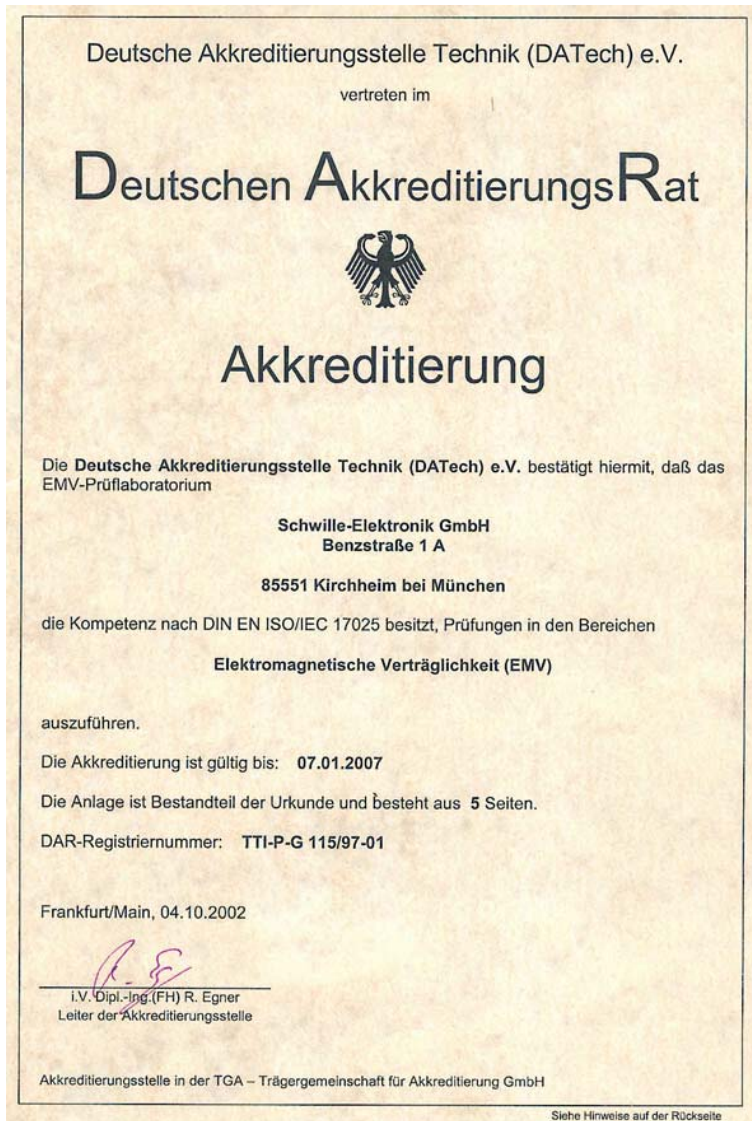 Deutsche Akkreditierungsstelle Technik (DATech) e.V.
vertreten im
Deutschen AkkreditierungsRat
Akkreditierung
Die Deutsche Akkreditierungsstelle Technik (DATech) e.V. bestätigt hiermit, daß das
EMV-Prüflaboratorium
Schwille-Elektronik GmbH
Benzstraße 1 A
85551 Kirchheim bei München
die Kompetenz nach DIN EN ISO/IEC 17025 besitzt, Prüfungen in den Bereichen
Elektromagnetische Verträglichkeit (EMV)
auszuführen.
Die Akkreditierung ist gültig bis: 07.01.2007
Die Anlage ist Bestandteil der Urkunde und besteht aus 5 Seiten.
DAR-Registriernummer: TTI-P-G 115/97-01
Frankfurt/Main, 04.10.2002
i.V. Dipl.-Ing.(FH) R. Egner
Leiter der Akkreditierungsstelle
Akkreditierungsstelle in der TGA – Trägergemeinschaft für Akkreditierung GmbH
Siehe Hinweise auf der Rückseite